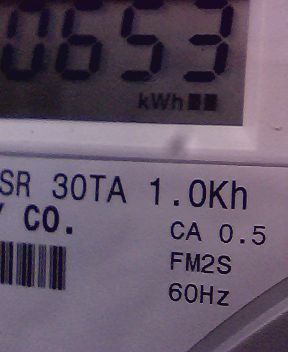 0653
kWh
SR 30TA 1.0Kh
Y CO.
CA 0.5
FM2S
60Hz